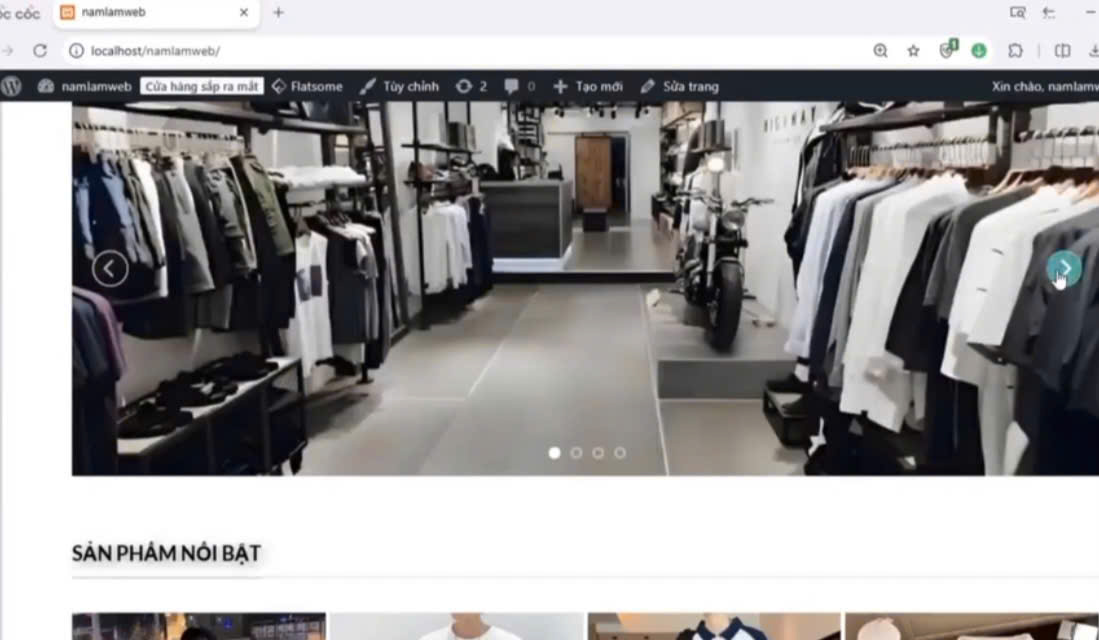 ốc cốc namlamweb
localhost/namlamweb/
namlamweb Cửa hàng sắp ra mắt Flatsome Tùy chỉnh 2 0 Tạo mới Sửa trang Xin chào, namlamw
SẢN PHẨM NỔI BẬT